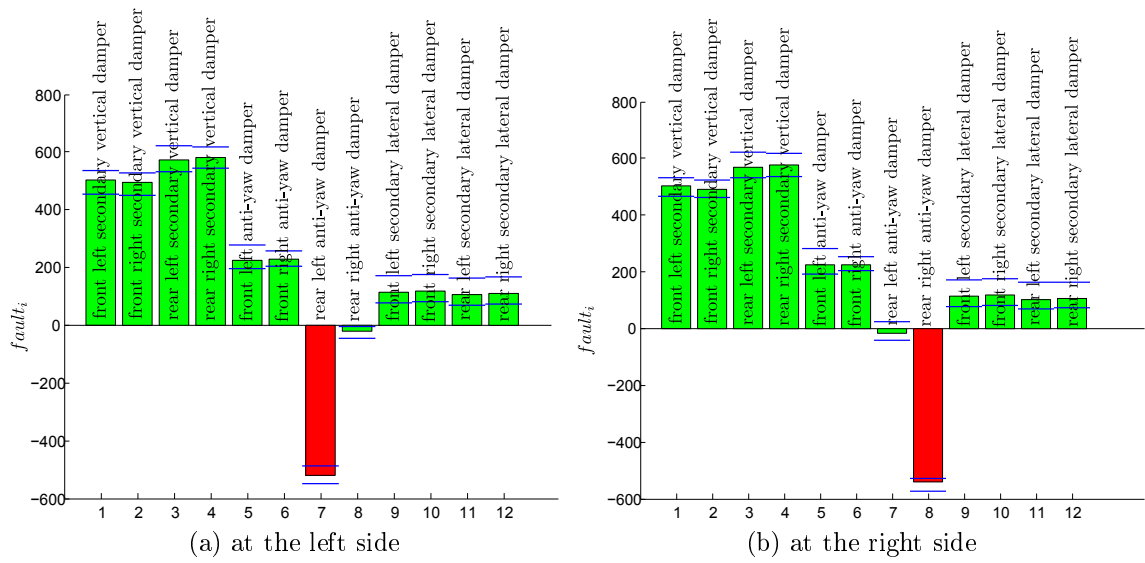 front left secondary vertical damper
front right secondary vertical damper
rear left secondary vertical damper
rear right secondary vertical damper
front left anti-yaw damper
front right anti-yaw damper
rear left anti-yaw damper
rear right anti-yaw damper
front left secondary lateral damper
front right secondary lateral damper
rear left secondary lateral damper
rear right secondary lateral damper
800
600
400
200
0
−200
−400
−600
fault_i
1 2 3 4 5 6 7 8 9 10 11 12
(a) at the left side
front left secondary vertical damper
front right secondary vertical damper
rear left secondary vertical damper
rear right secondary vertical damper
front left anti-yaw damper
front right anti-yaw damper
rear left anti-yaw damper
rear right anti-yaw damper
front left secondary lateral damper
front right secondary lateral damper
rear left secondary lateral damper
rear right secondary lateral damper
800
600
400
200
0
−200
−400
−600
fault_i
1 2 3 4 5 6 7 8 9 10 11 12
(b) at the right side